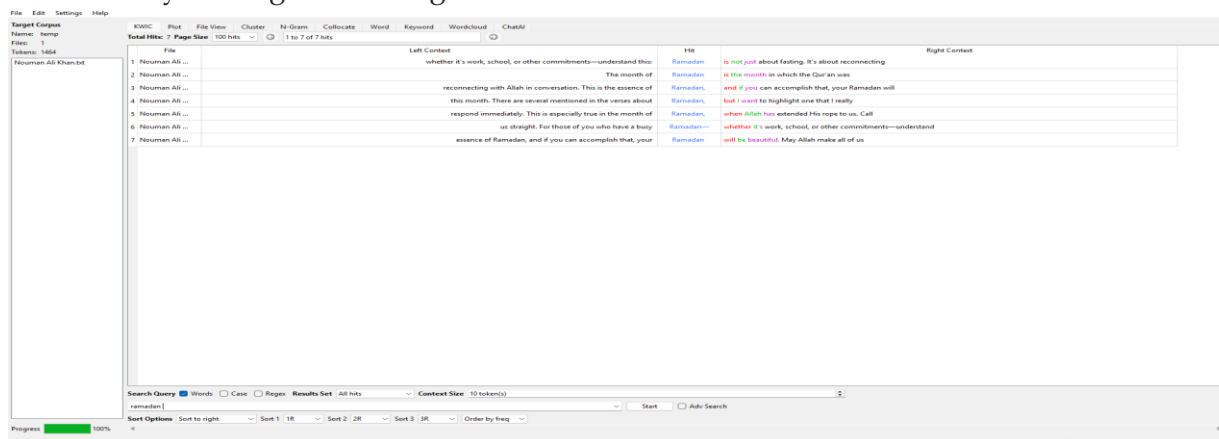 File Edit Settings Help
Target Corpus
Name: temp
Files: 1
Tokens: 1464
Nouman Ali Khan.txt
Progress 100%
KWIC Plot File View Cluster N-Gram Collocate Word Keyword Wordcloud ChatAI
Total Hits: 7 Page Size 100 hits 1 to 7 of 7 hits
File Left Context Hit Right Context
1 Nouman Ali ... whether it's work, school, or other commitments—understand this: Ramadan is not just about fasting. It's about reconnecting
2 Nouman Ali ... The month of Ramadan is the month in which the Qur'an was
3 Nouman Ali ... reconnecting with Allah in conversation. This is the essence of Ramadan, and if you can accomplish that, your Ramadan will
4 Nouman Ali ... this month. There are several mentioned in the verses about Ramadan, but I want to highlight one that I really
5 Nouman Ali ... respond immediately. This is especially true in the month of Ramadan, when Allah has extended His rope to us. Call
6 Nouman Ali ... us straight. For those of you who have a busy Ramadan— whether it's work, school, or other commitments—understand
7 Nouman Ali ... essence of Ramadan, and if you can accomplish that, your Ramadan will be beautiful. May Allah make all of us
Search Query Words Case Regex Results Set All hits Context Size 10 token(s)
ramadan Start Adv Search
Sort Options Sort to right Sort 1 1R Sort 2 2R Sort 3 3R Order by freq